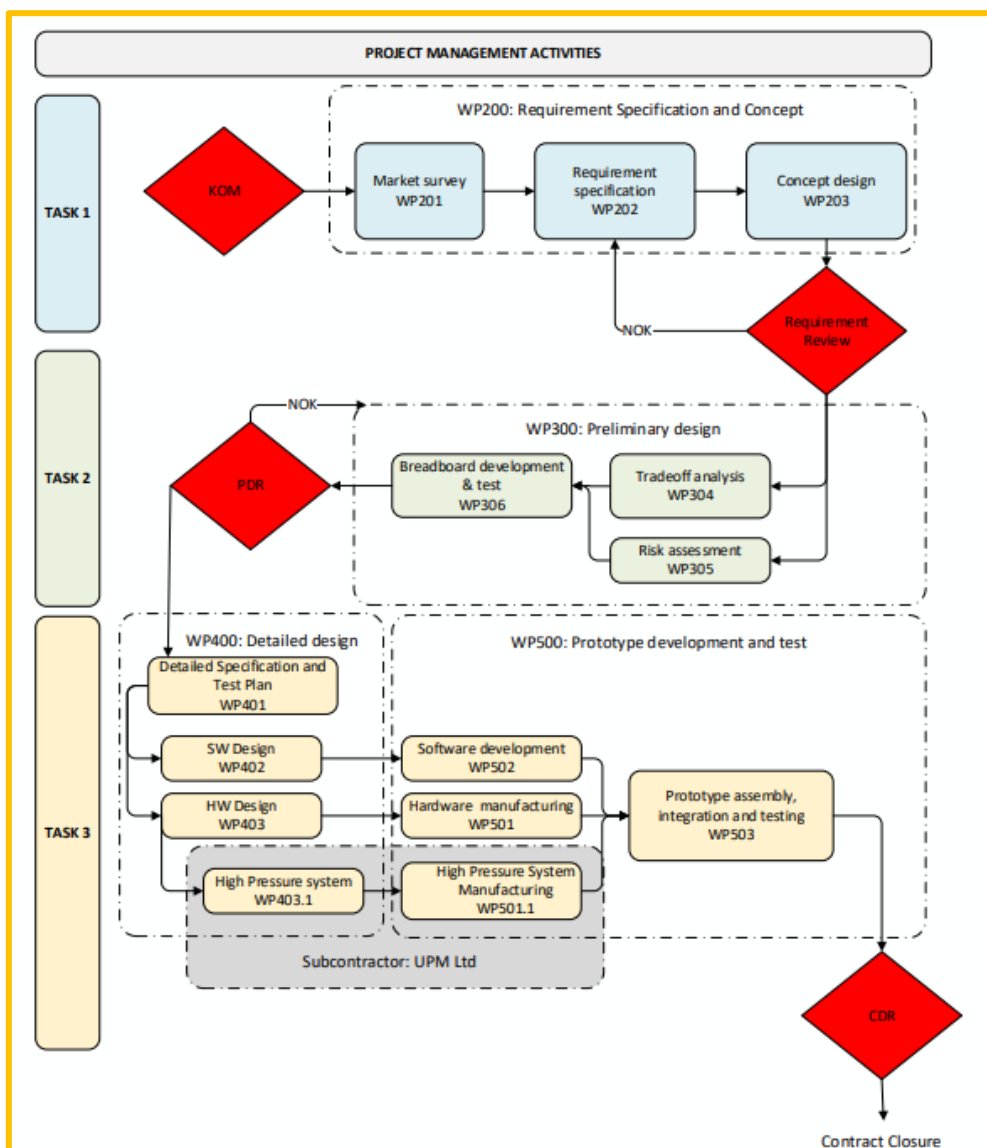 PROJECT MANAGEMENT ACTIVITIES
TASK 1
WP200: Requirement Specification and Concept
KOM
Market survey
WP201
Requirement
specification
WP202
Concept design
WP203
NOK
Requirement
Review
TASK 2
NOK
WP300: Preliminary design
PDR
Breadboard development
& test
WP306
Tradeoff analysis
WP304
Risk assessment
WP305
TASK 3
WP400: Detailed design
WP500: Prototype development and test
Detailed Specification and
Test Plan
WP401
SW Design
WP402
Software development
WP502
HW Design
WP403
Hardware manufacturing
WP501
Prototype assembly,
integration and testing
WP503
High Pressure system
WP403.1
High Pressure System
Manufacturing
WP501.1
Subcontractor: UPM Ltd
CDR
Contract Closure